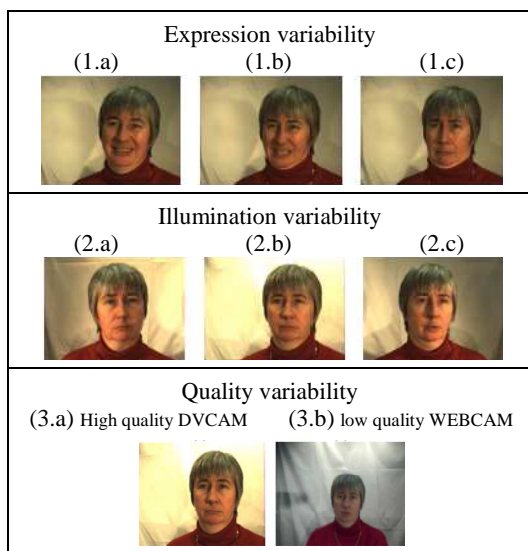 Expression variability
(1.a) (1.b) (1.c)
Illumination variability
(2.a) (2.b) (2.c)
Quality variability
(3.a) High quality DVCAM (3.b) low quality WEBCAM